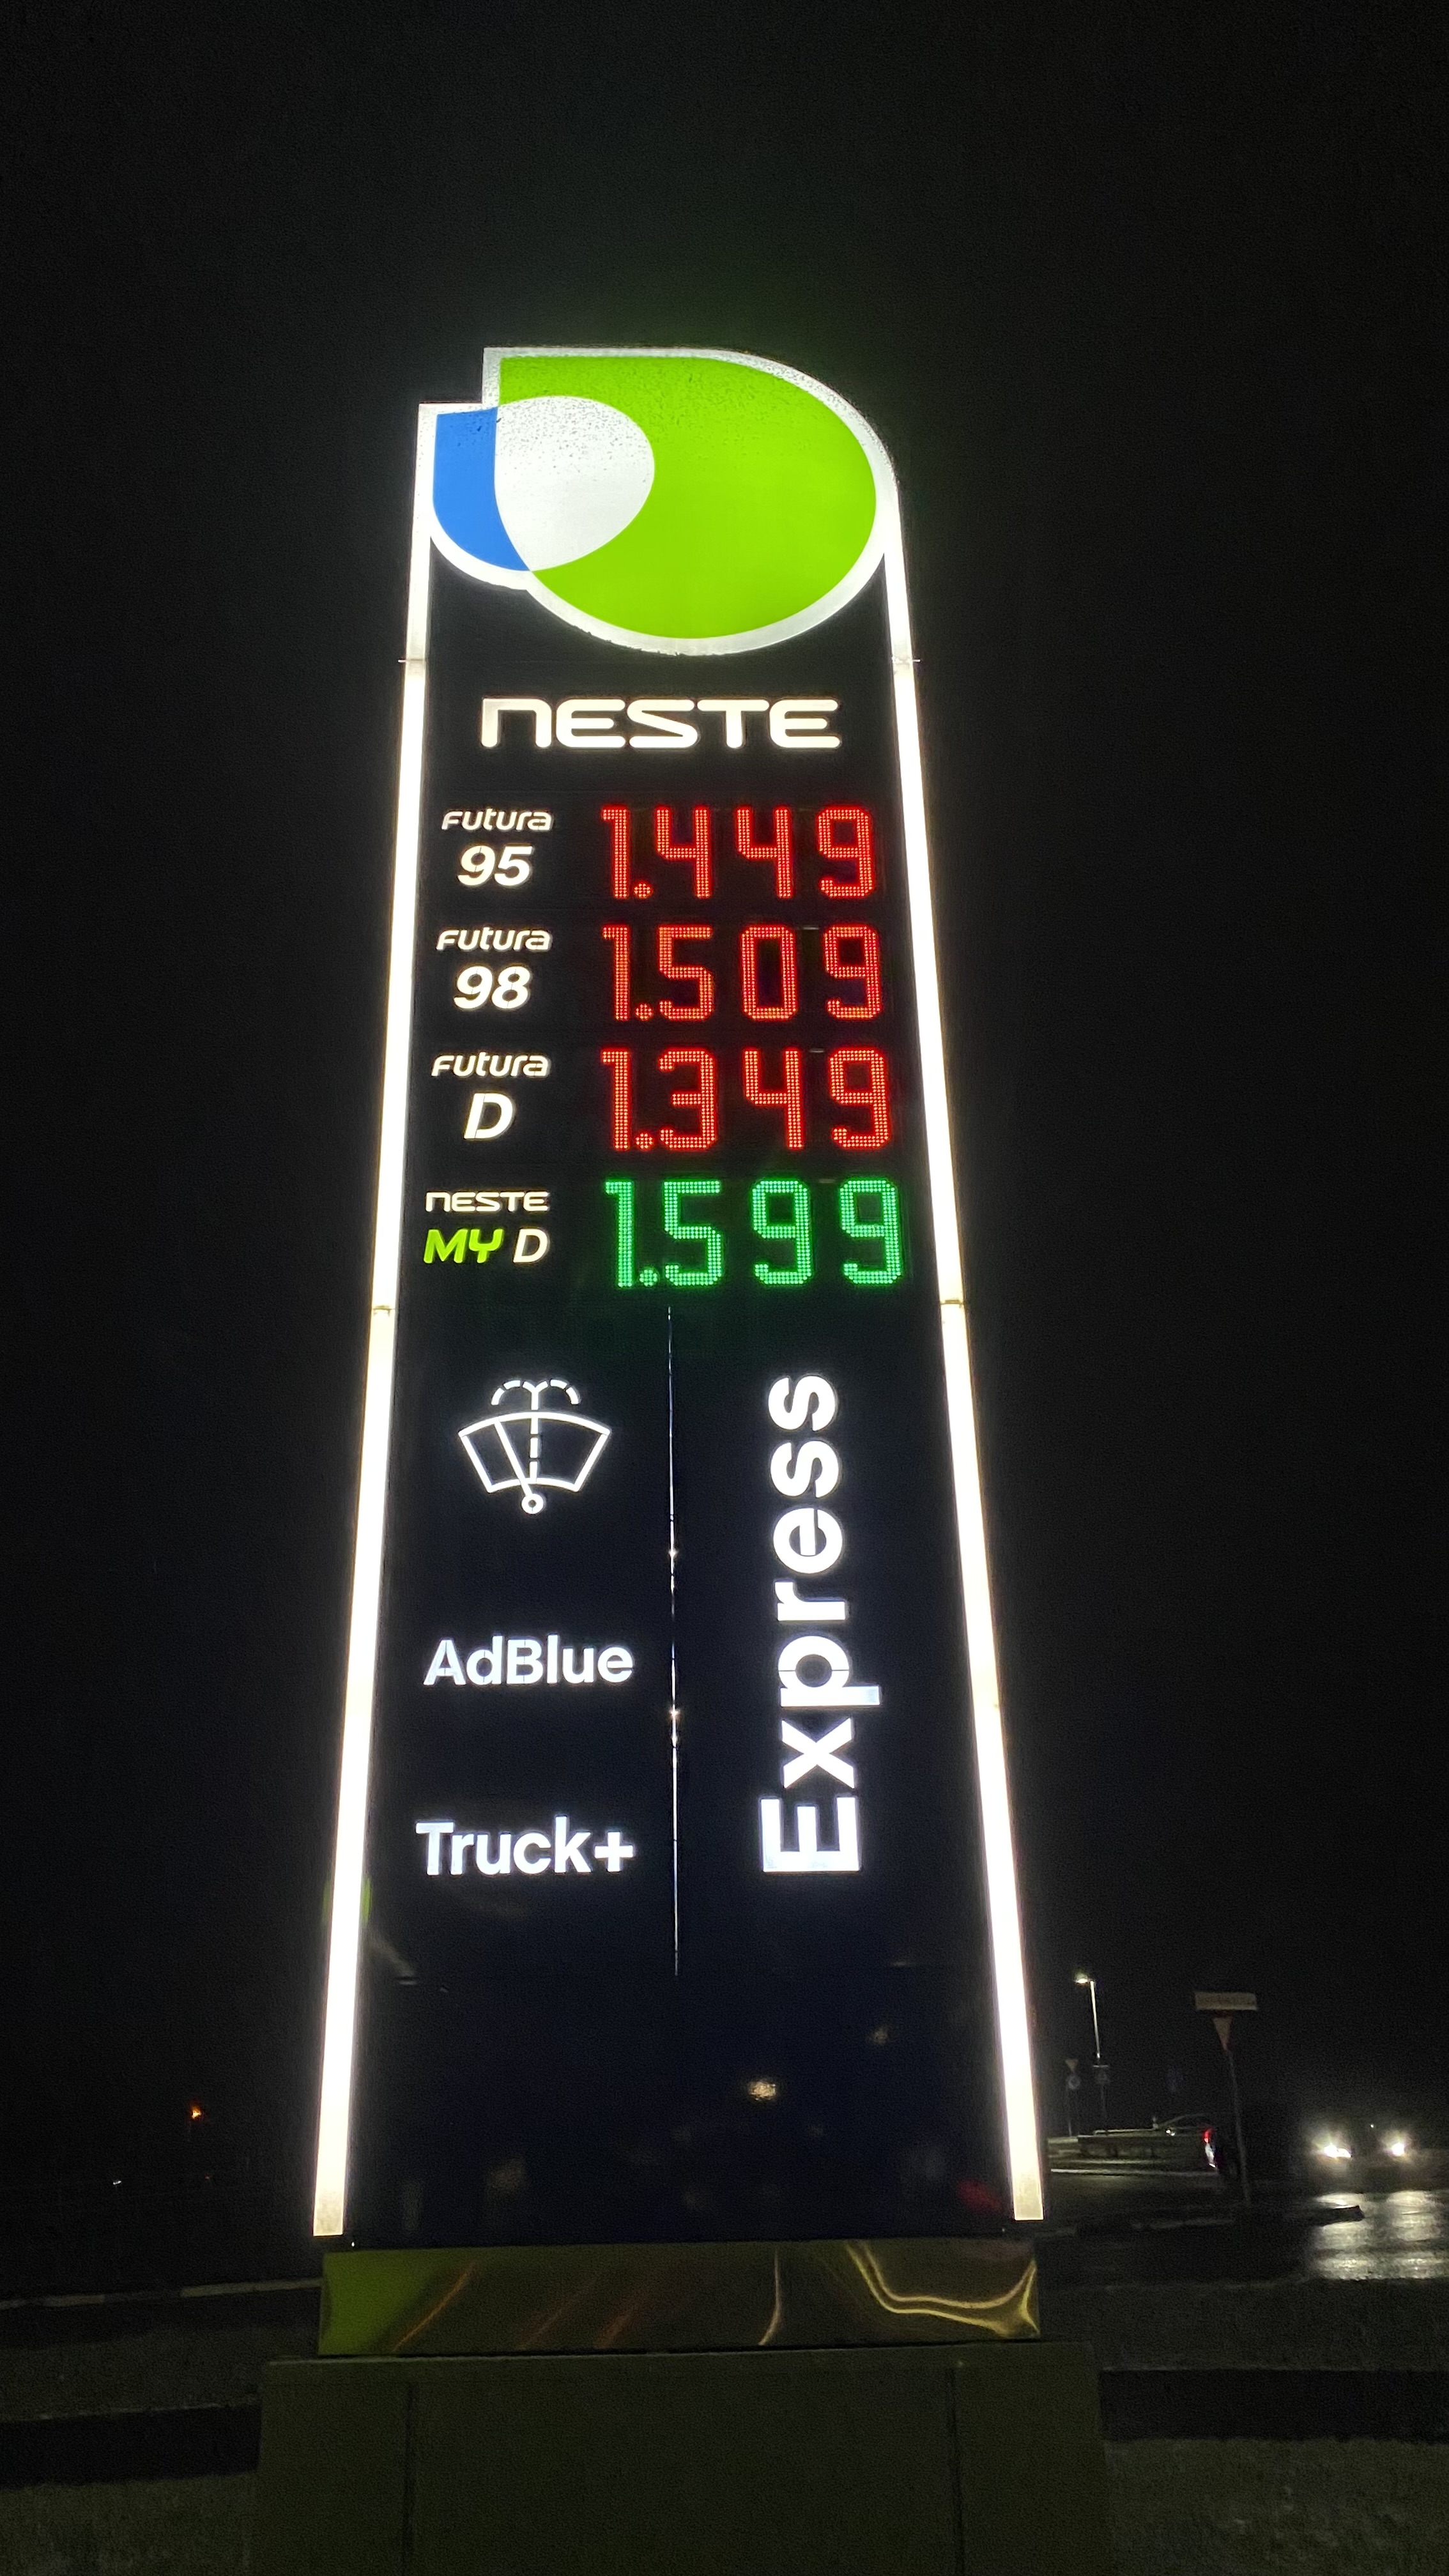 NESTE
Futura
95 1.449
Futura
98 1.509
Futura
D 1.349
NESTE
MY D 1.599
Express
AdBlue
Truck+